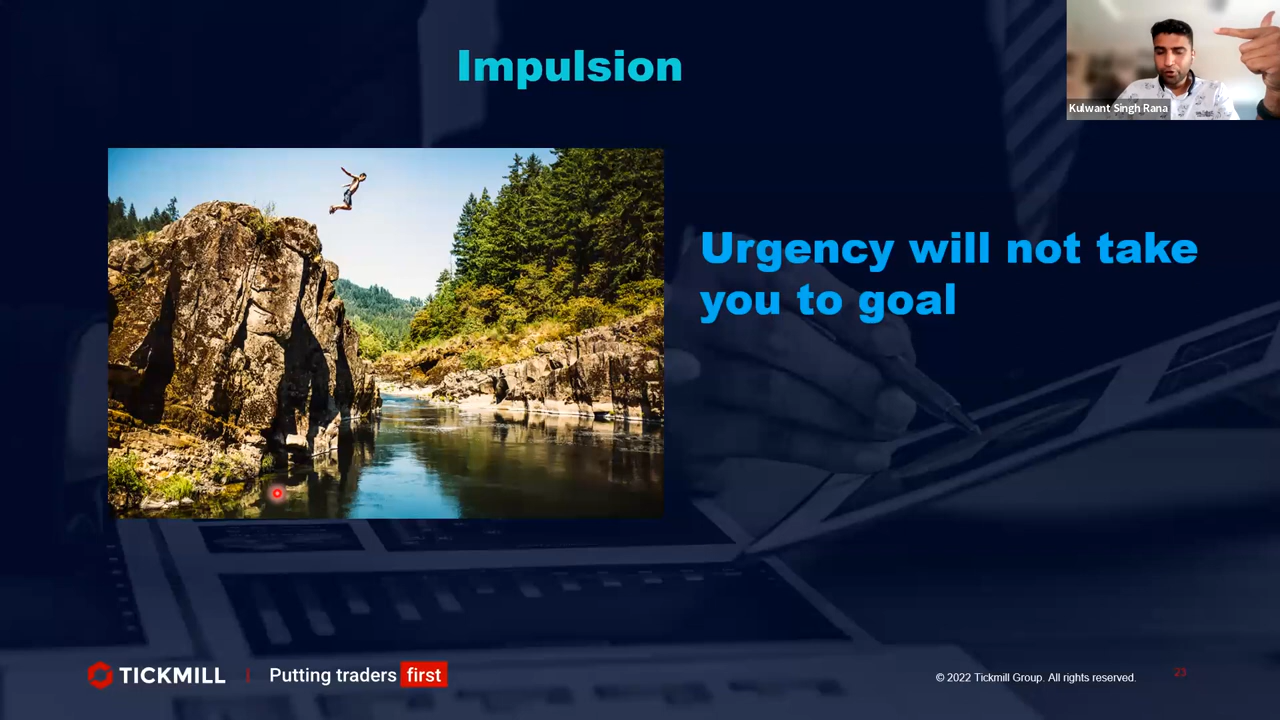 Impulsion
Kulwant Singh Rana
Urgency will not take
you to goal
TICKMILL | Putting traders first
© 2022 Tickmill Group. All rights reserved.
23